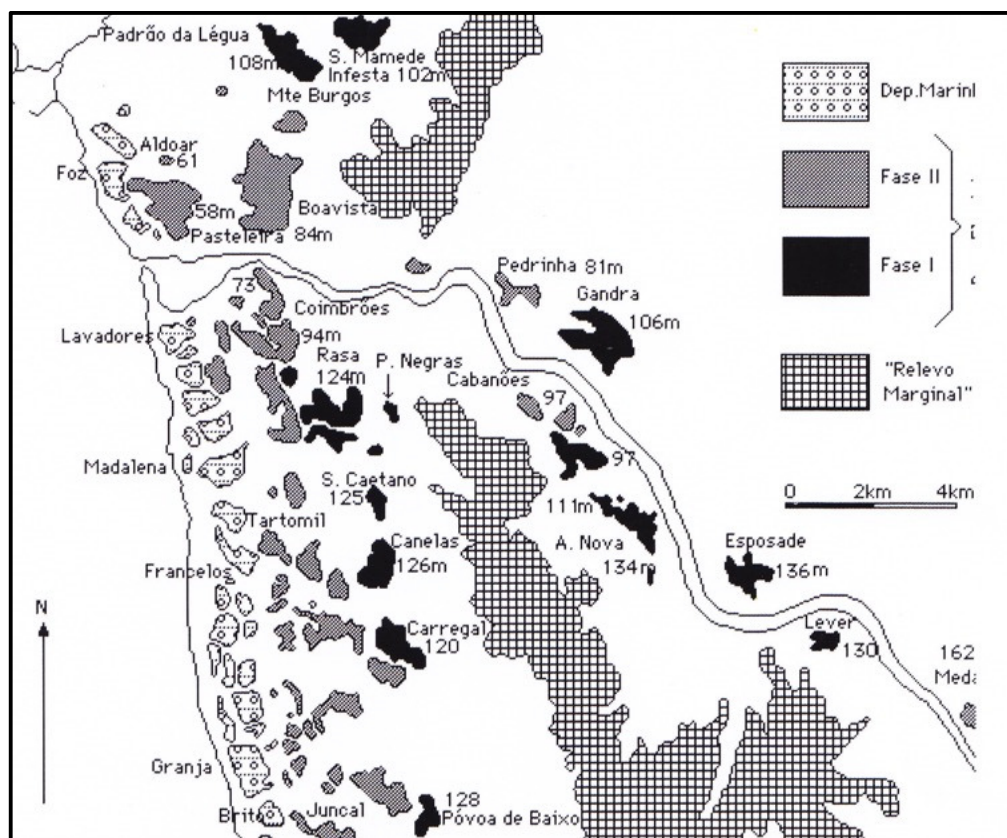 Padrão da Légua
108m
S. Mamede
Infesta 102m
Mte Burgos
Aldoar
61
Foz
58m
Pasteleira
Boavista
84m
Pedrinha 81m
Gandra
106m
73
Coimbrões
94m
Lavadores
Rasa
124m
P. Negras
Cabanões
97
97
Madalena
S. Caetano
125
111m
Tartomil
Canelas
126m
A. Nova
134m
Esposade
136m
Francelos
Carregal
120
Lever
130
162
Granja
128
Póvoa de Baixo
Brito
Juncal
N
Fase II
Fase I
"Relevo
Marginal"
0 2km 4km